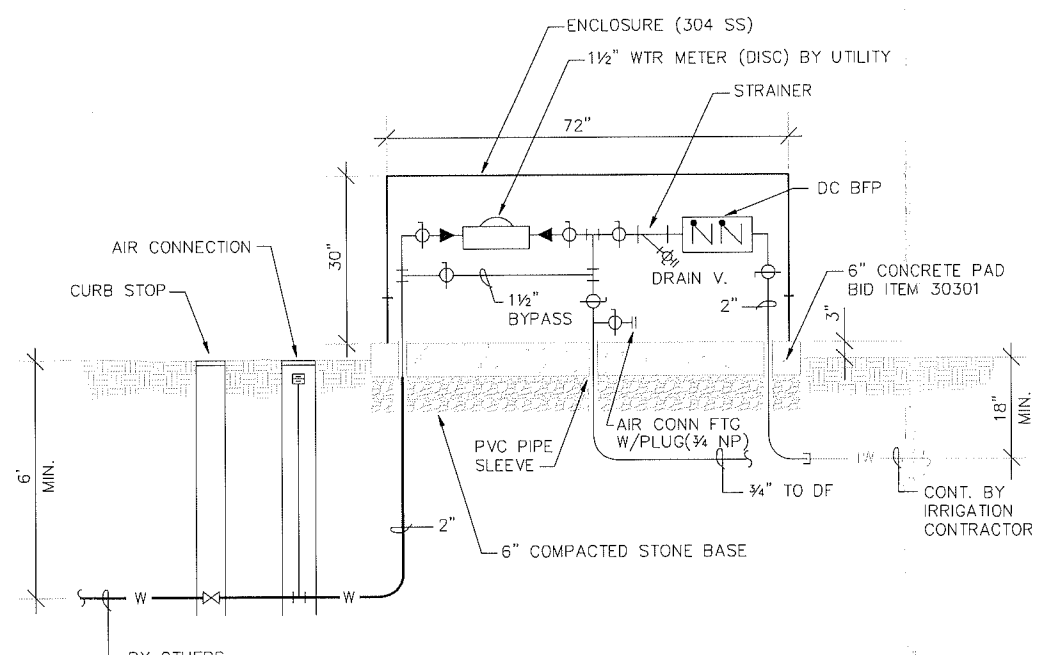 ENCLOSURE (304 SS)
1½" WTR METER (DISC) BY UTILITY
STRAINER
72"
DC BFP
AIR CONNECTION
30"
CURB STOP
DRAIN V.
6" CONCRETE PAD
BID ITEM 30301
1½"
BYPASS
2"
3"
18"
MIN.
6'
MIN.
PVC PIPE
SLEEVE
AIR CONN FTG
W/PLUG(¾ NP)
¾" TO DF
W
CONT. BY
IRRIGATION
CONTRACTOR
2"
6" COMPACTED STONE BASE
W
W
BY OTHERS